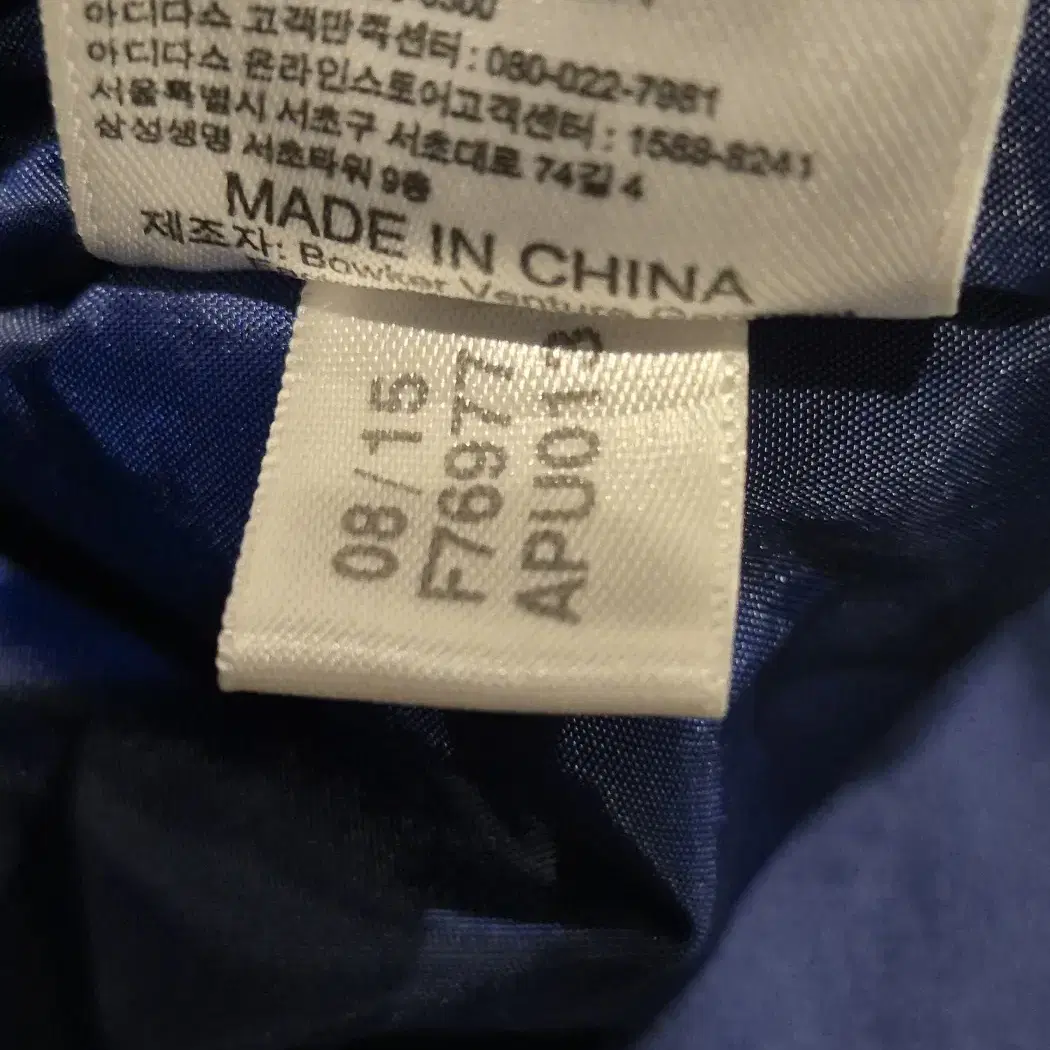 아디다스 고객만족센터 : 080-022-7981
아디다스 온라인스토어고객센터 : 1588-8241
서울특별시 서초구 서초대로 74길 4
삼성생명 서초타워 9층
MADE IN CHINA
제조자: Bowker Venture
08/15
F76977
APU013